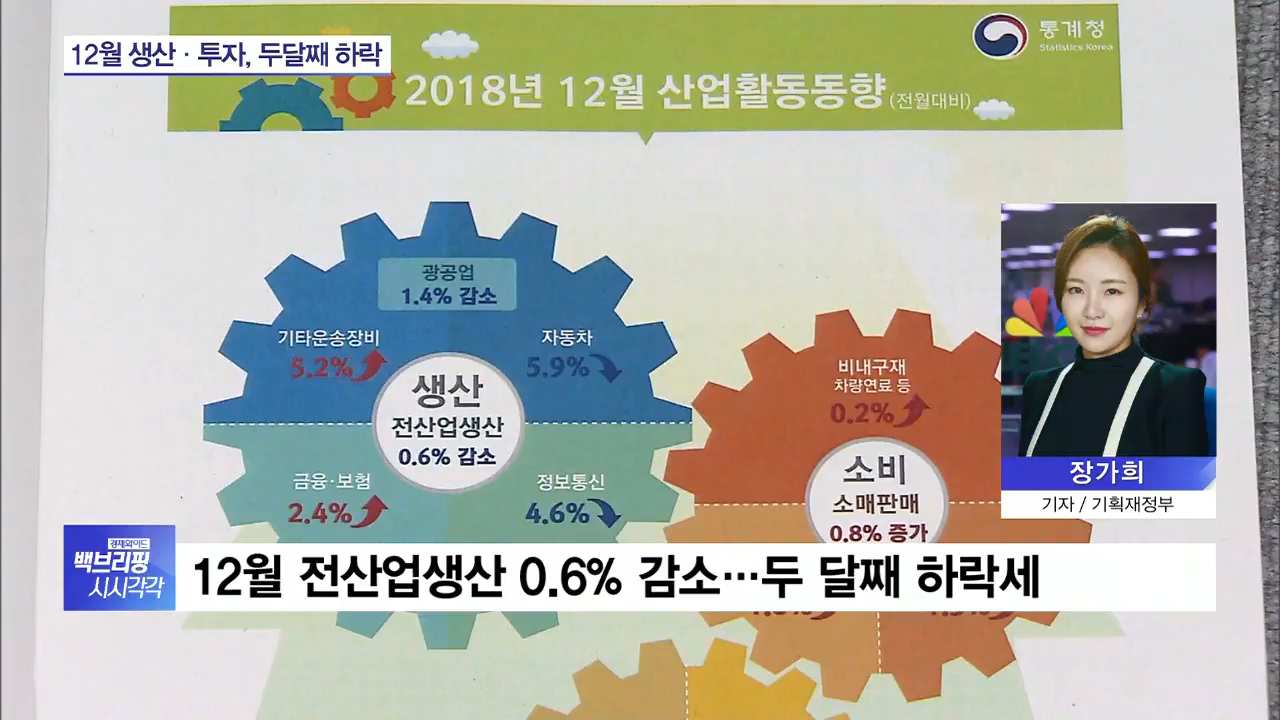 12월 생산 · 투자, 두달째 하락
통계청
Statistics Korea
2018년 12월 산업활동동향 (전월대비)
광공업
1.4% 감소
기타운송장비
5.2%
자동차
5.9%
생산
전산업생산
0.6% 감소
금융·보험
2.4%
정보통신
4.6%
비내구재
차량연료 등
0.2%
소비
소매판매
0.8% 증가
장가희
기자 / 기획재정부
경제와이드
백브리핑
시시각각
12월 전산업생산 0.6% 감소…두 달째 하락세